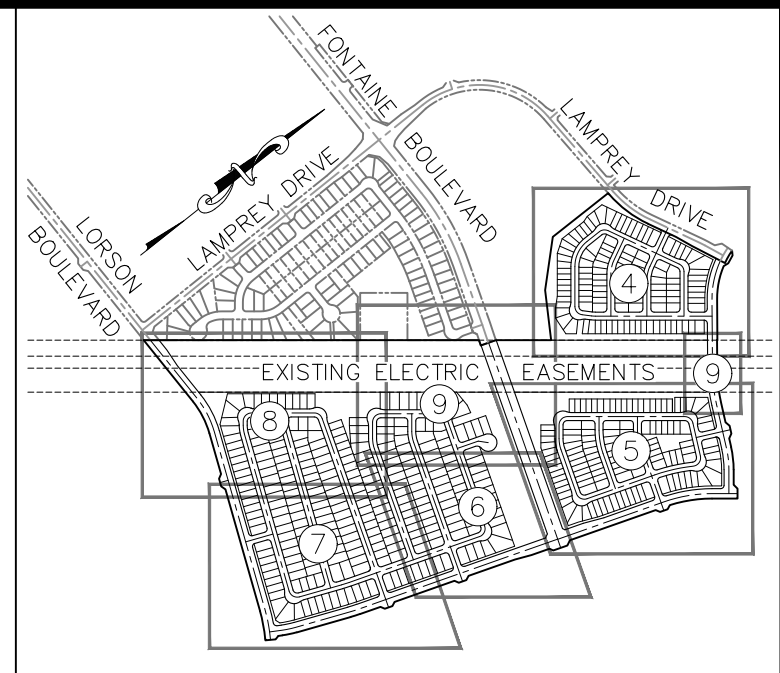 FONTAINE BOULEVARD
LAMPREY DRIVE
LAMPREY DRIVE
LORSON
BOULEVARD
N
4
EXISTING ELECTRIC EASEMENTS
9
8
9
5
6
7